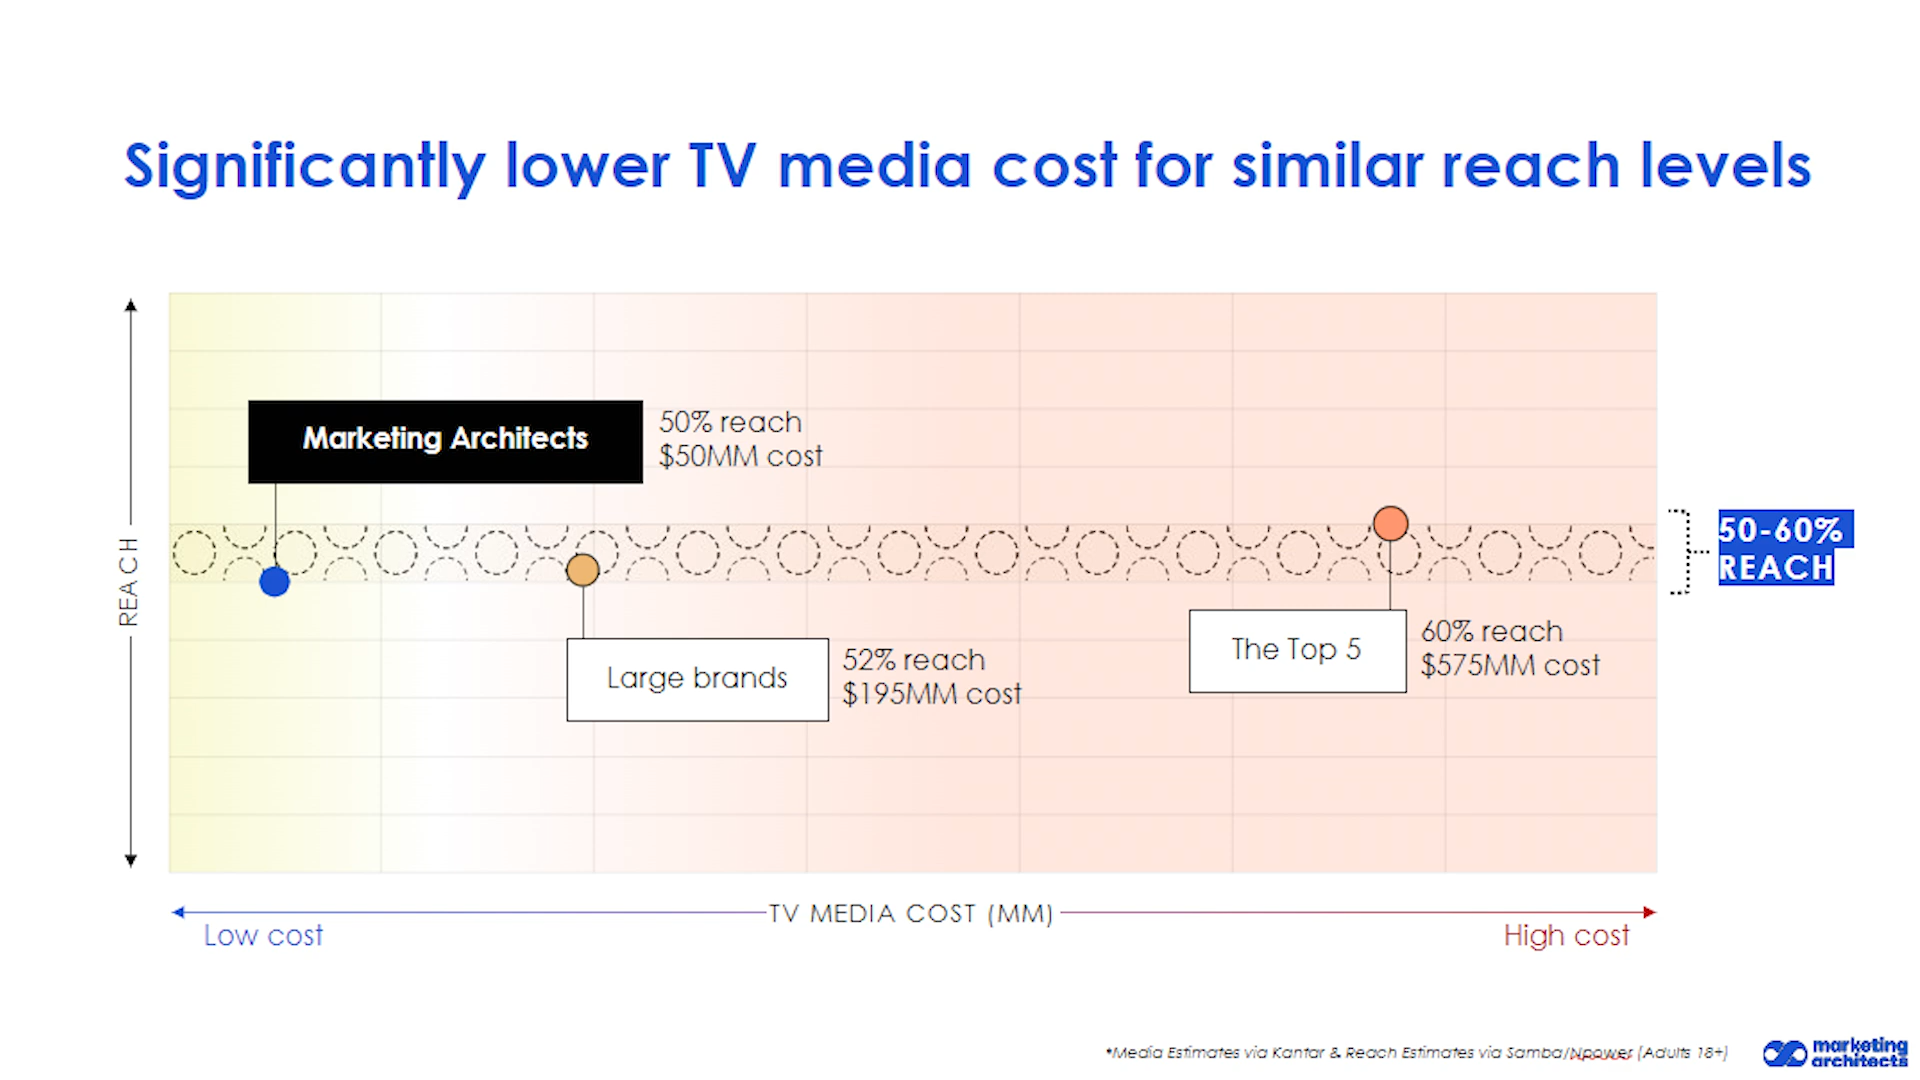 Significantly lower TV media cost for similar reach levels
REACH
Marketing Architects
50% reach
$50MM cost
Large brands
52% reach
$195MM cost
The Top 5
60% reach
$575MM cost
50-60%
REACH
TV MEDIA COST (MM)
Low cost
High cost
*Media Estimates via Kantar & Reach Estimates via Samba/Npower (Adults 18+)
marketing
architects